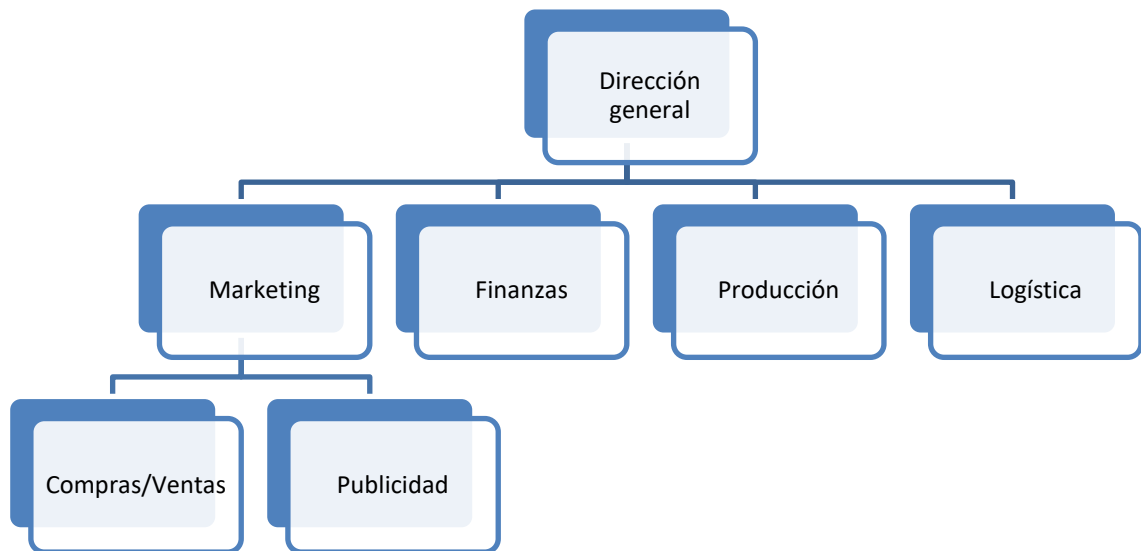 Dirección
general
Marketing
Finanzas
Producción
Logística
Compras/Ventas
Publicidad